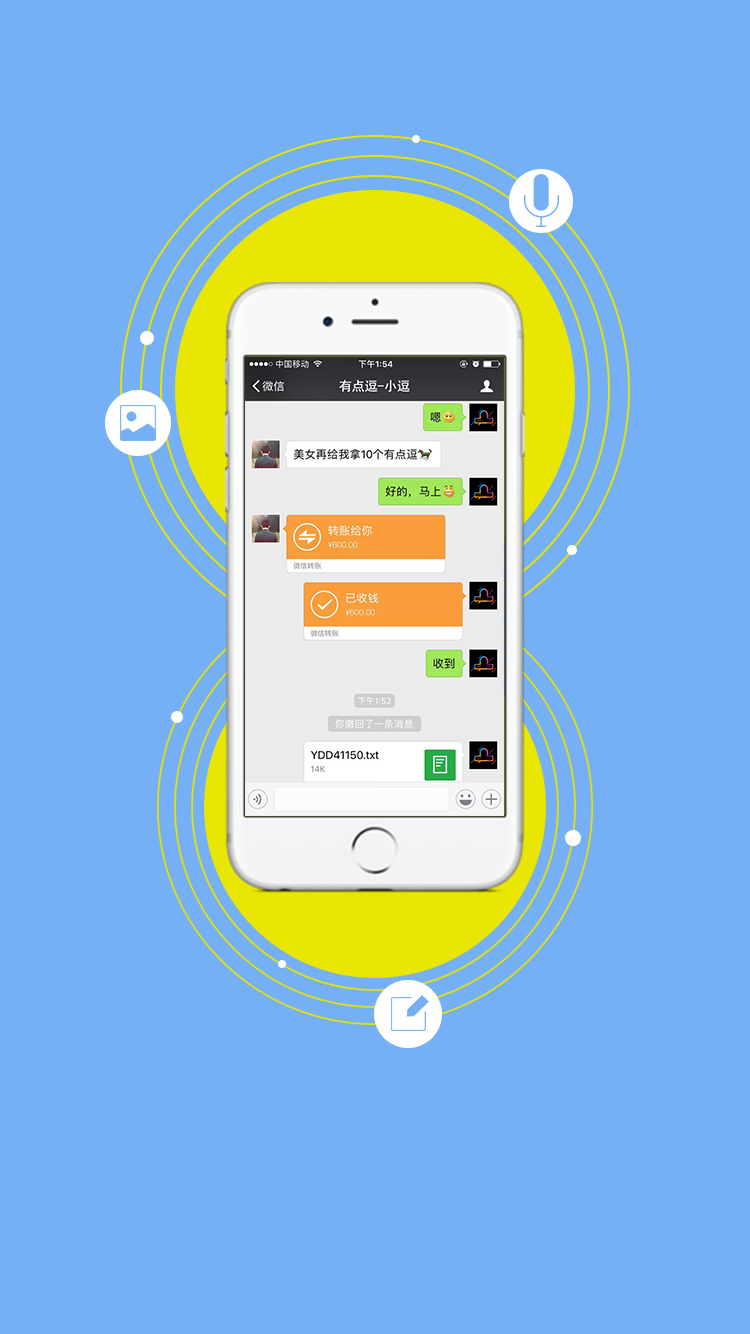 中国移动
下午1:54
微信
有点逗-小逗
嗯
美女再给我拿10个有点逗
好的，马上
转账给你
¥600.00
微信转账
已收钱
¥600.00
微信转账
收到
下午1:52
你撤回了一条消息
YDD41150.txt
14K